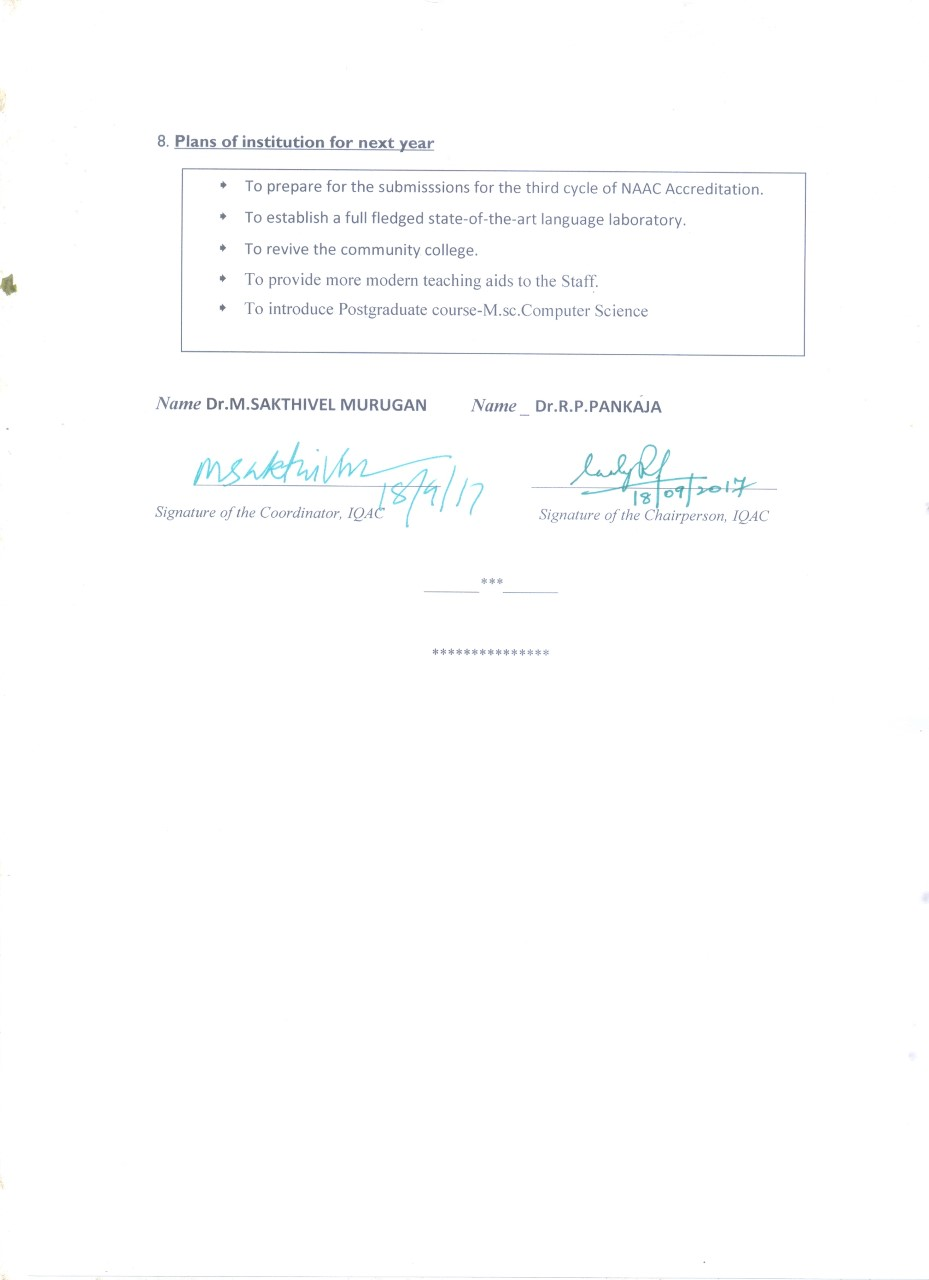 8. Plans of institution for next year
• To prepare for the submisssions for the third cycle of NAAC Accreditation.
• To establish a full fledged state-of-the-art language laboratory.
• To revive the community college.
• To provide more modern teaching aids to the Staff.
• To introduce Postgraduate course-M.sc.Computer Science
Name Dr.M.SAKTHIVEL MURUGAN Name _ Dr.R.P.PANKAJA
18/9/17 18/09/2017
Signature of the Coordinator, IQAC Signature of the Chairperson, IQAC
_______***_______
***************